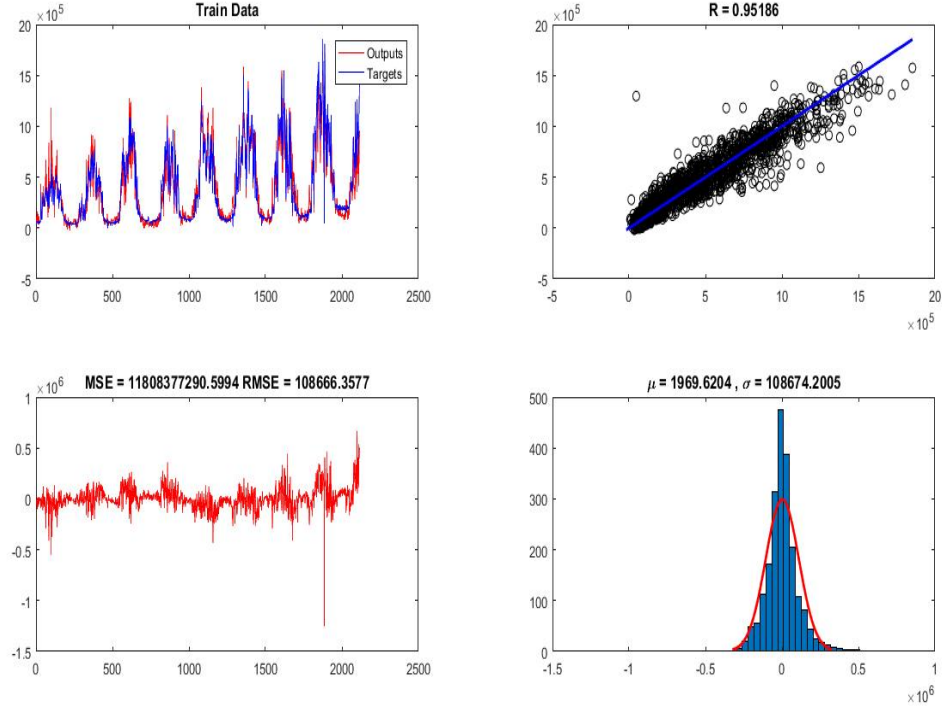 Train Data
×10^5
20
15
10
5
0
-5
0 500 1000 1500 2000 2500
Outputs
Targets
R = 0.95186
×10^5
20
15
10
5
0
-5
-5 0 5 10 15 20
×10^5
MSE = 11808377290.5994 RMSE = 108666.3577
×10^6
1
0.5
0
-0.5
-1
-1.5
0 500 1000 1500 2000 2500
μ = 1969.6204 , σ = 108674.2005
500
400
300
200
100
0
-1.5 -1 -0.5 0 0.5 1
×10^6